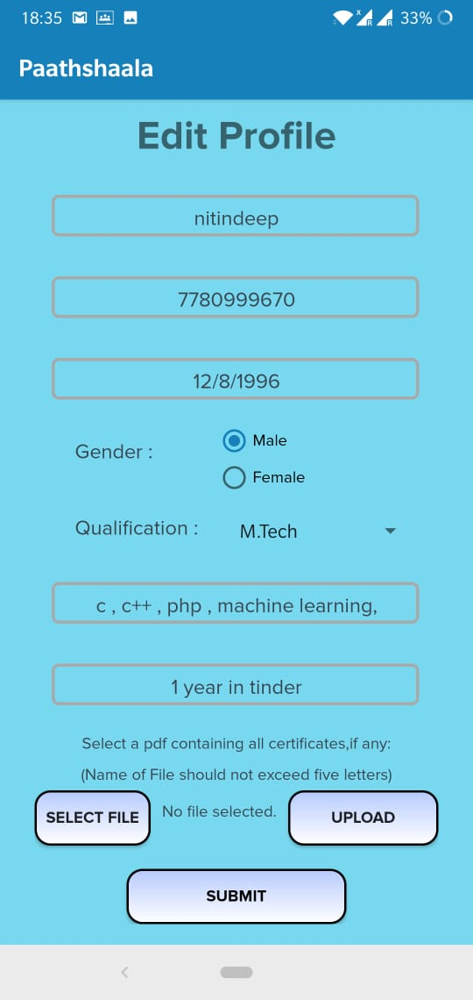 18:35 33%
Paathshaala
Edit Profile
nitindeep
7780999670
12/8/1996
Gender :
Male
Female
Qualification :
M.Tech
c , c++ , php , machine learning,
1 year in tinder
Select a pdf containing all certificates,if any:
(Name of File should not exceed five letters)
SELECT FILE
No file selected.
UPLOAD
SUBMIT